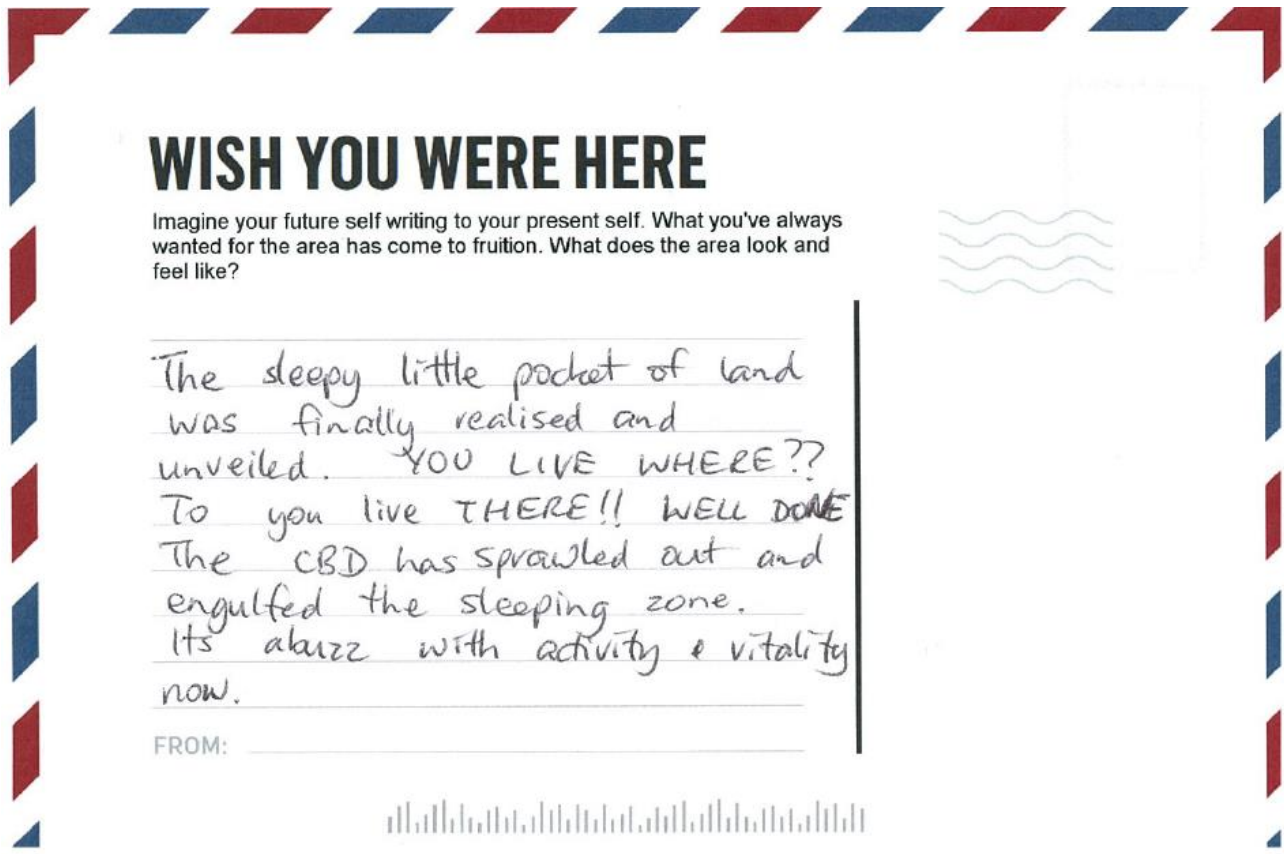 WISH YOU WERE HERE
Imagine your future self writing to your present self. What you've always
wanted for the area has come to fruition. What does the area look and
feel like?
The sleepy little pocket of land
was finally realised and
unveiled. YOU LIVE WHERE??
To you live THERE!! WELL DONE
The CBD has sprawled out and
engulfed the sleeping zone.
Its abuzz with activity & vitality
now.
FROM: